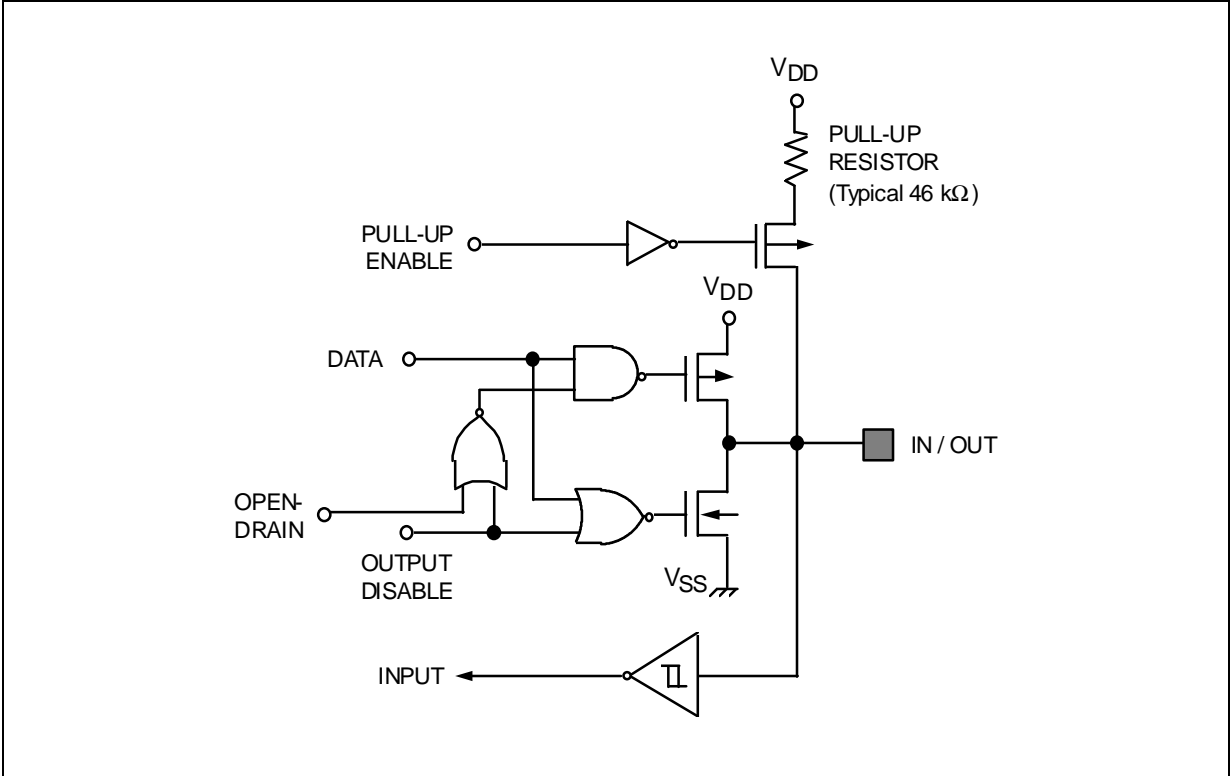 VDD
PULL-UP
RESISTOR
(Typical 46 kΩ)
PULL-UP
ENABLE
VDD
DATA
IN / OUT
OPEN-
DRAIN
OUTPUT
DISABLE
VSS
INPUT